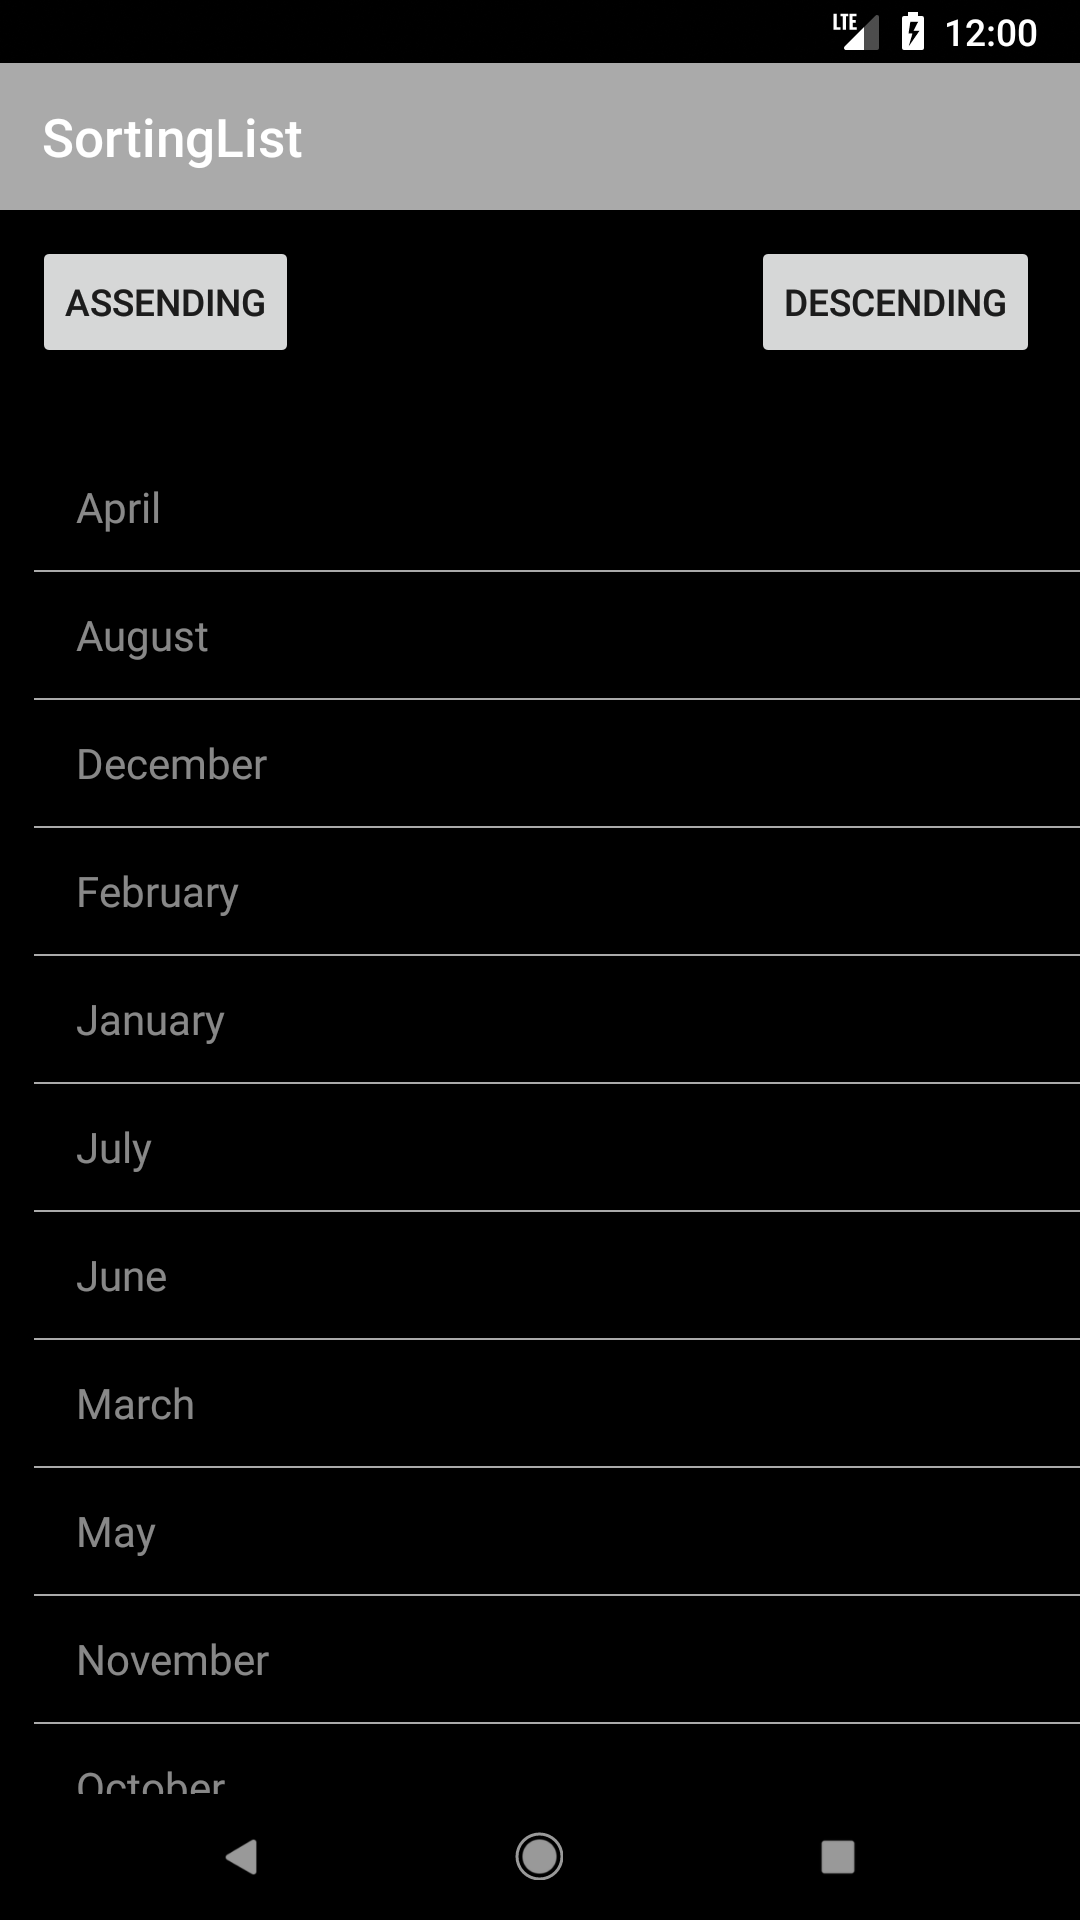 LTE 12:00
SortingList
ASSENDING DESCENDING
April
August
December
February
January
July
June
March
May
November
October